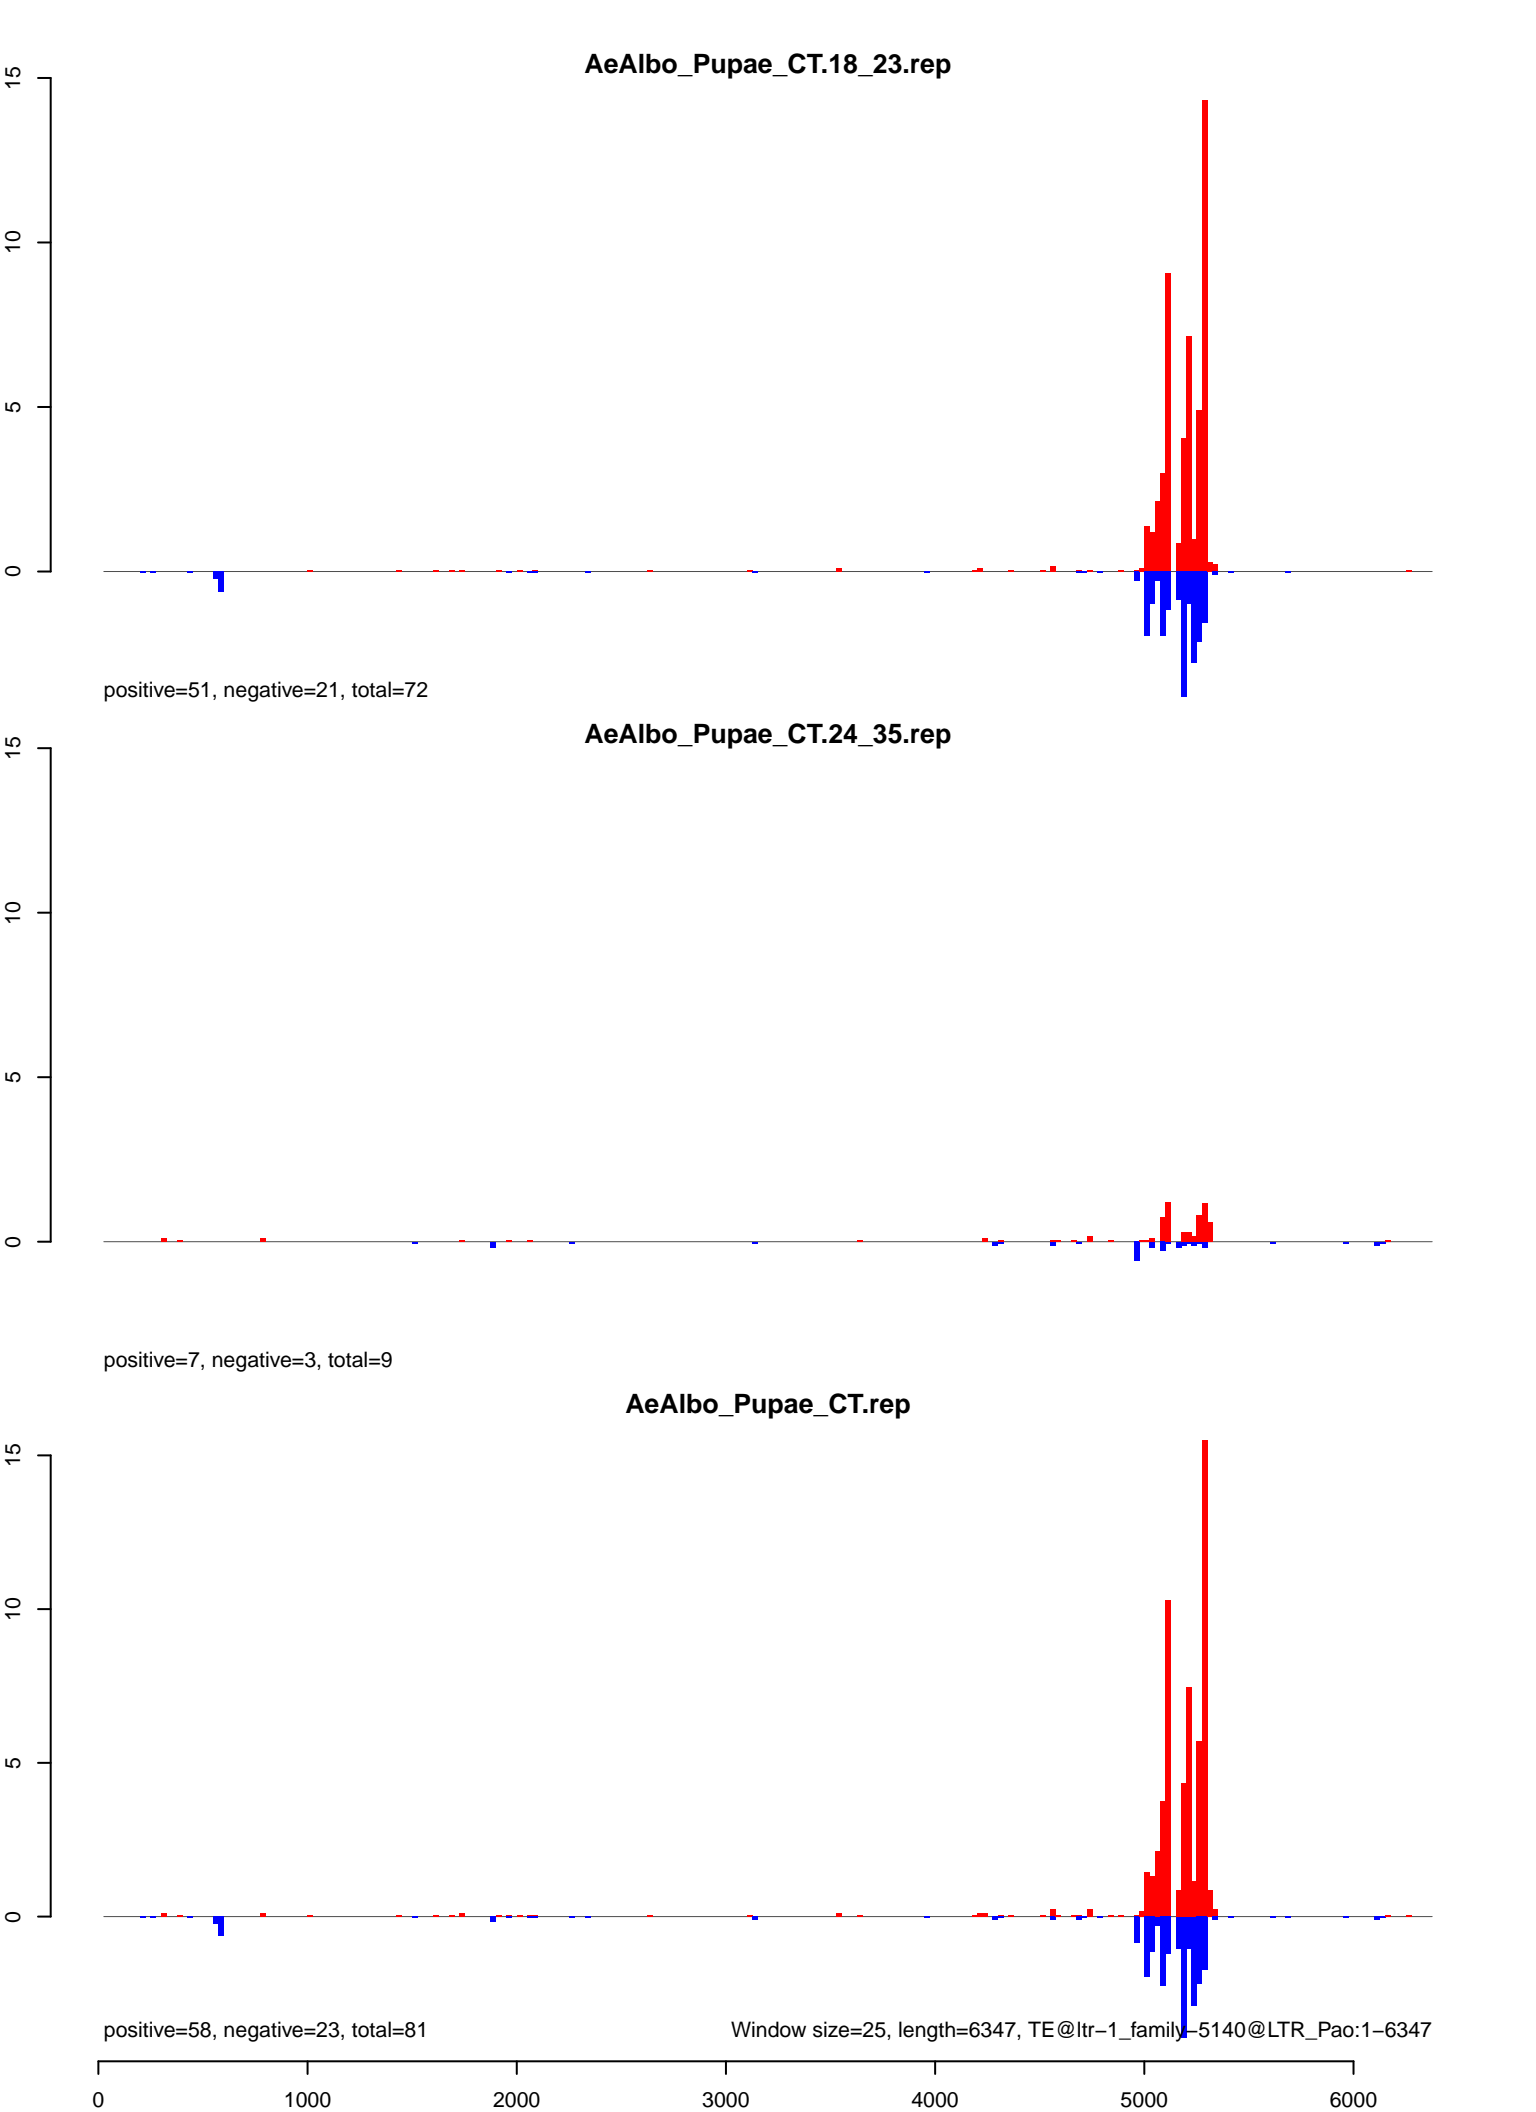 AeAlbo_Pupae_CT.18_23.rep
15
10
5
0
positive=51, negative=21, total=72
AeAlbo_Pupae_CT.24_35.rep
15
10
5
0
positive=7, negative=3, total=9
AeAlbo_Pupae_CT.rep
15
10
5
0
positive=58, negative=23, total=81
Window size=25, length=6347, TE@ltr−1_family−5140@LTR_Pao:1−6347
0 1000 2000 3000 4000 5000 6000